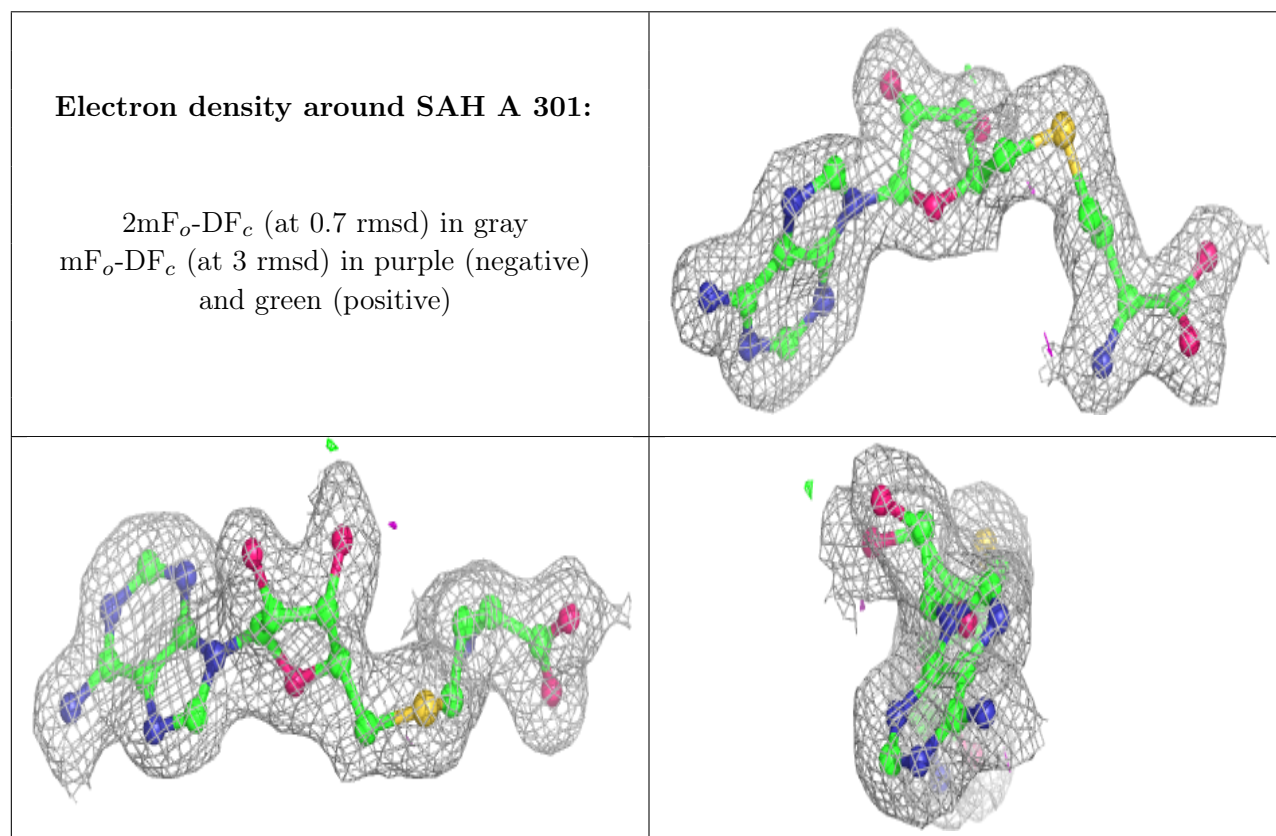 Electron density around SAH A 301:
2mFo-DFc (at 0.7 rmsd) in gray
mFo-DFc (at 3 rmsd) in purple (negative)
and green (positive)